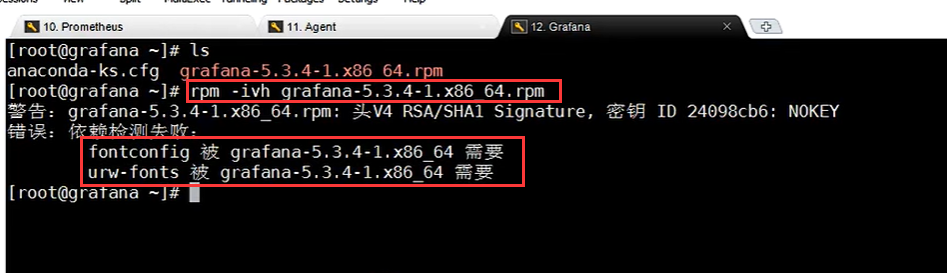 10. Prometheus
11. Agent
12. Grafana
[root@grafana ~]# ls
anaconda-ks.cfg grafana-5.3.4-1.x86_64.rpm
[root@grafana ~]# rpm -ivh grafana-5.3.4-1.x86_64.rpm
警告：grafana-5.3.4-1.x86_64.rpm: 头V4 RSA/SHA1 Signature, 密钥 ID 24098cb6: NOKEY
错误：依赖检测失败：
fontconfig 被 grafana-5.3.4-1.x86_64 需要
urw-fonts 被 grafana-5.3.4-1.x86_64 需要
[root@grafana ~]#